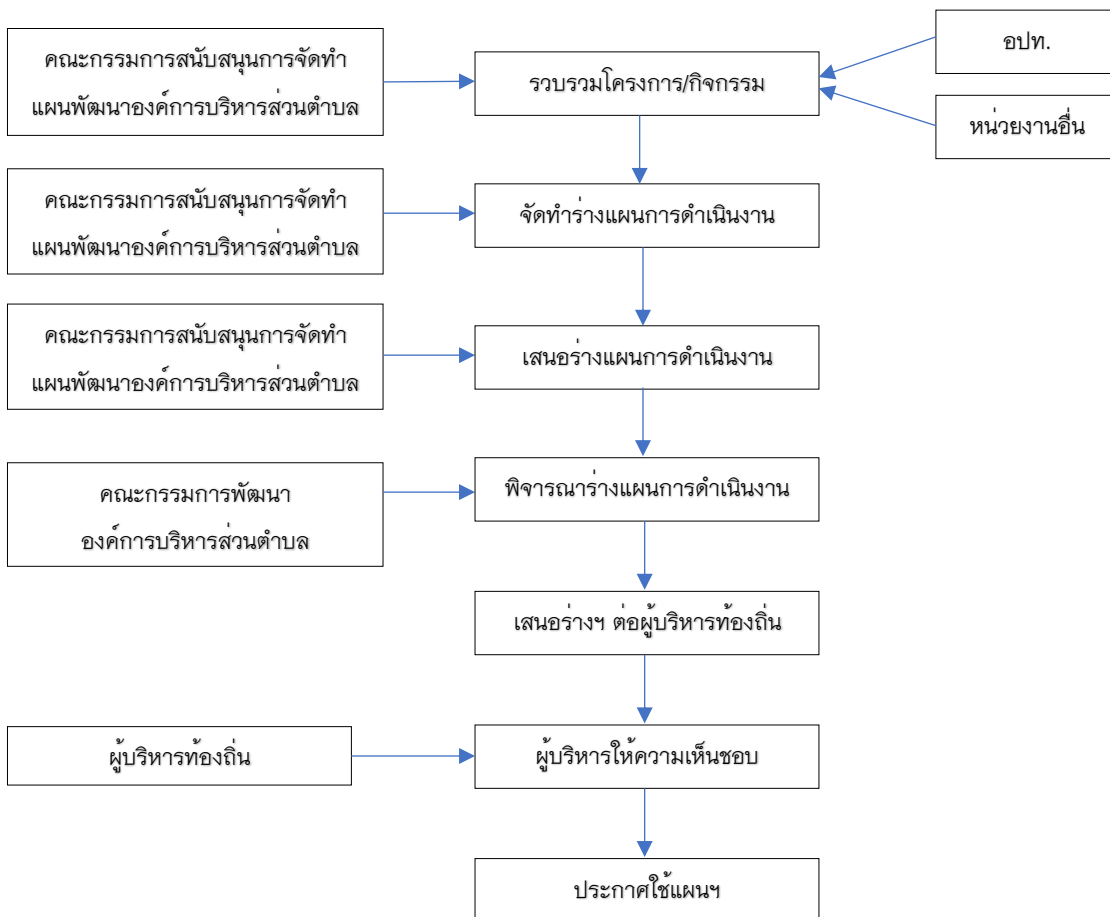 คณะกรรมการสนับสนุนการจัดทำ
แผนพัฒนาองค์การบริหารส่วนตำบล
รวบรวมโครงการ/กิจกรรม
อปท.
หน่วยงานอื่น
คณะกรรมการสนับสนุนการจัดทำ
แผนพัฒนาองค์การบริหารส่วนตำบล
จัดทำร่างแผนการดำเนินงาน
คณะกรรมการสนับสนุนการจัดทำ
แผนพัฒนาองค์การบริหารส่วนตำบล
เสนอร่างแผนการดำเนินงาน
คณะกรรมการพัฒนา
องค์การบริหารส่วนตำบล
พิจารณาร่างแผนการดำเนินงาน
เสนอร่างฯ ต่อผู้บริหารท้องถิ่น
ผู้บริหารท้องถิ่น
ผู้บริหารให้ความเห็นชอบ
ประกาศใช้แผนฯ